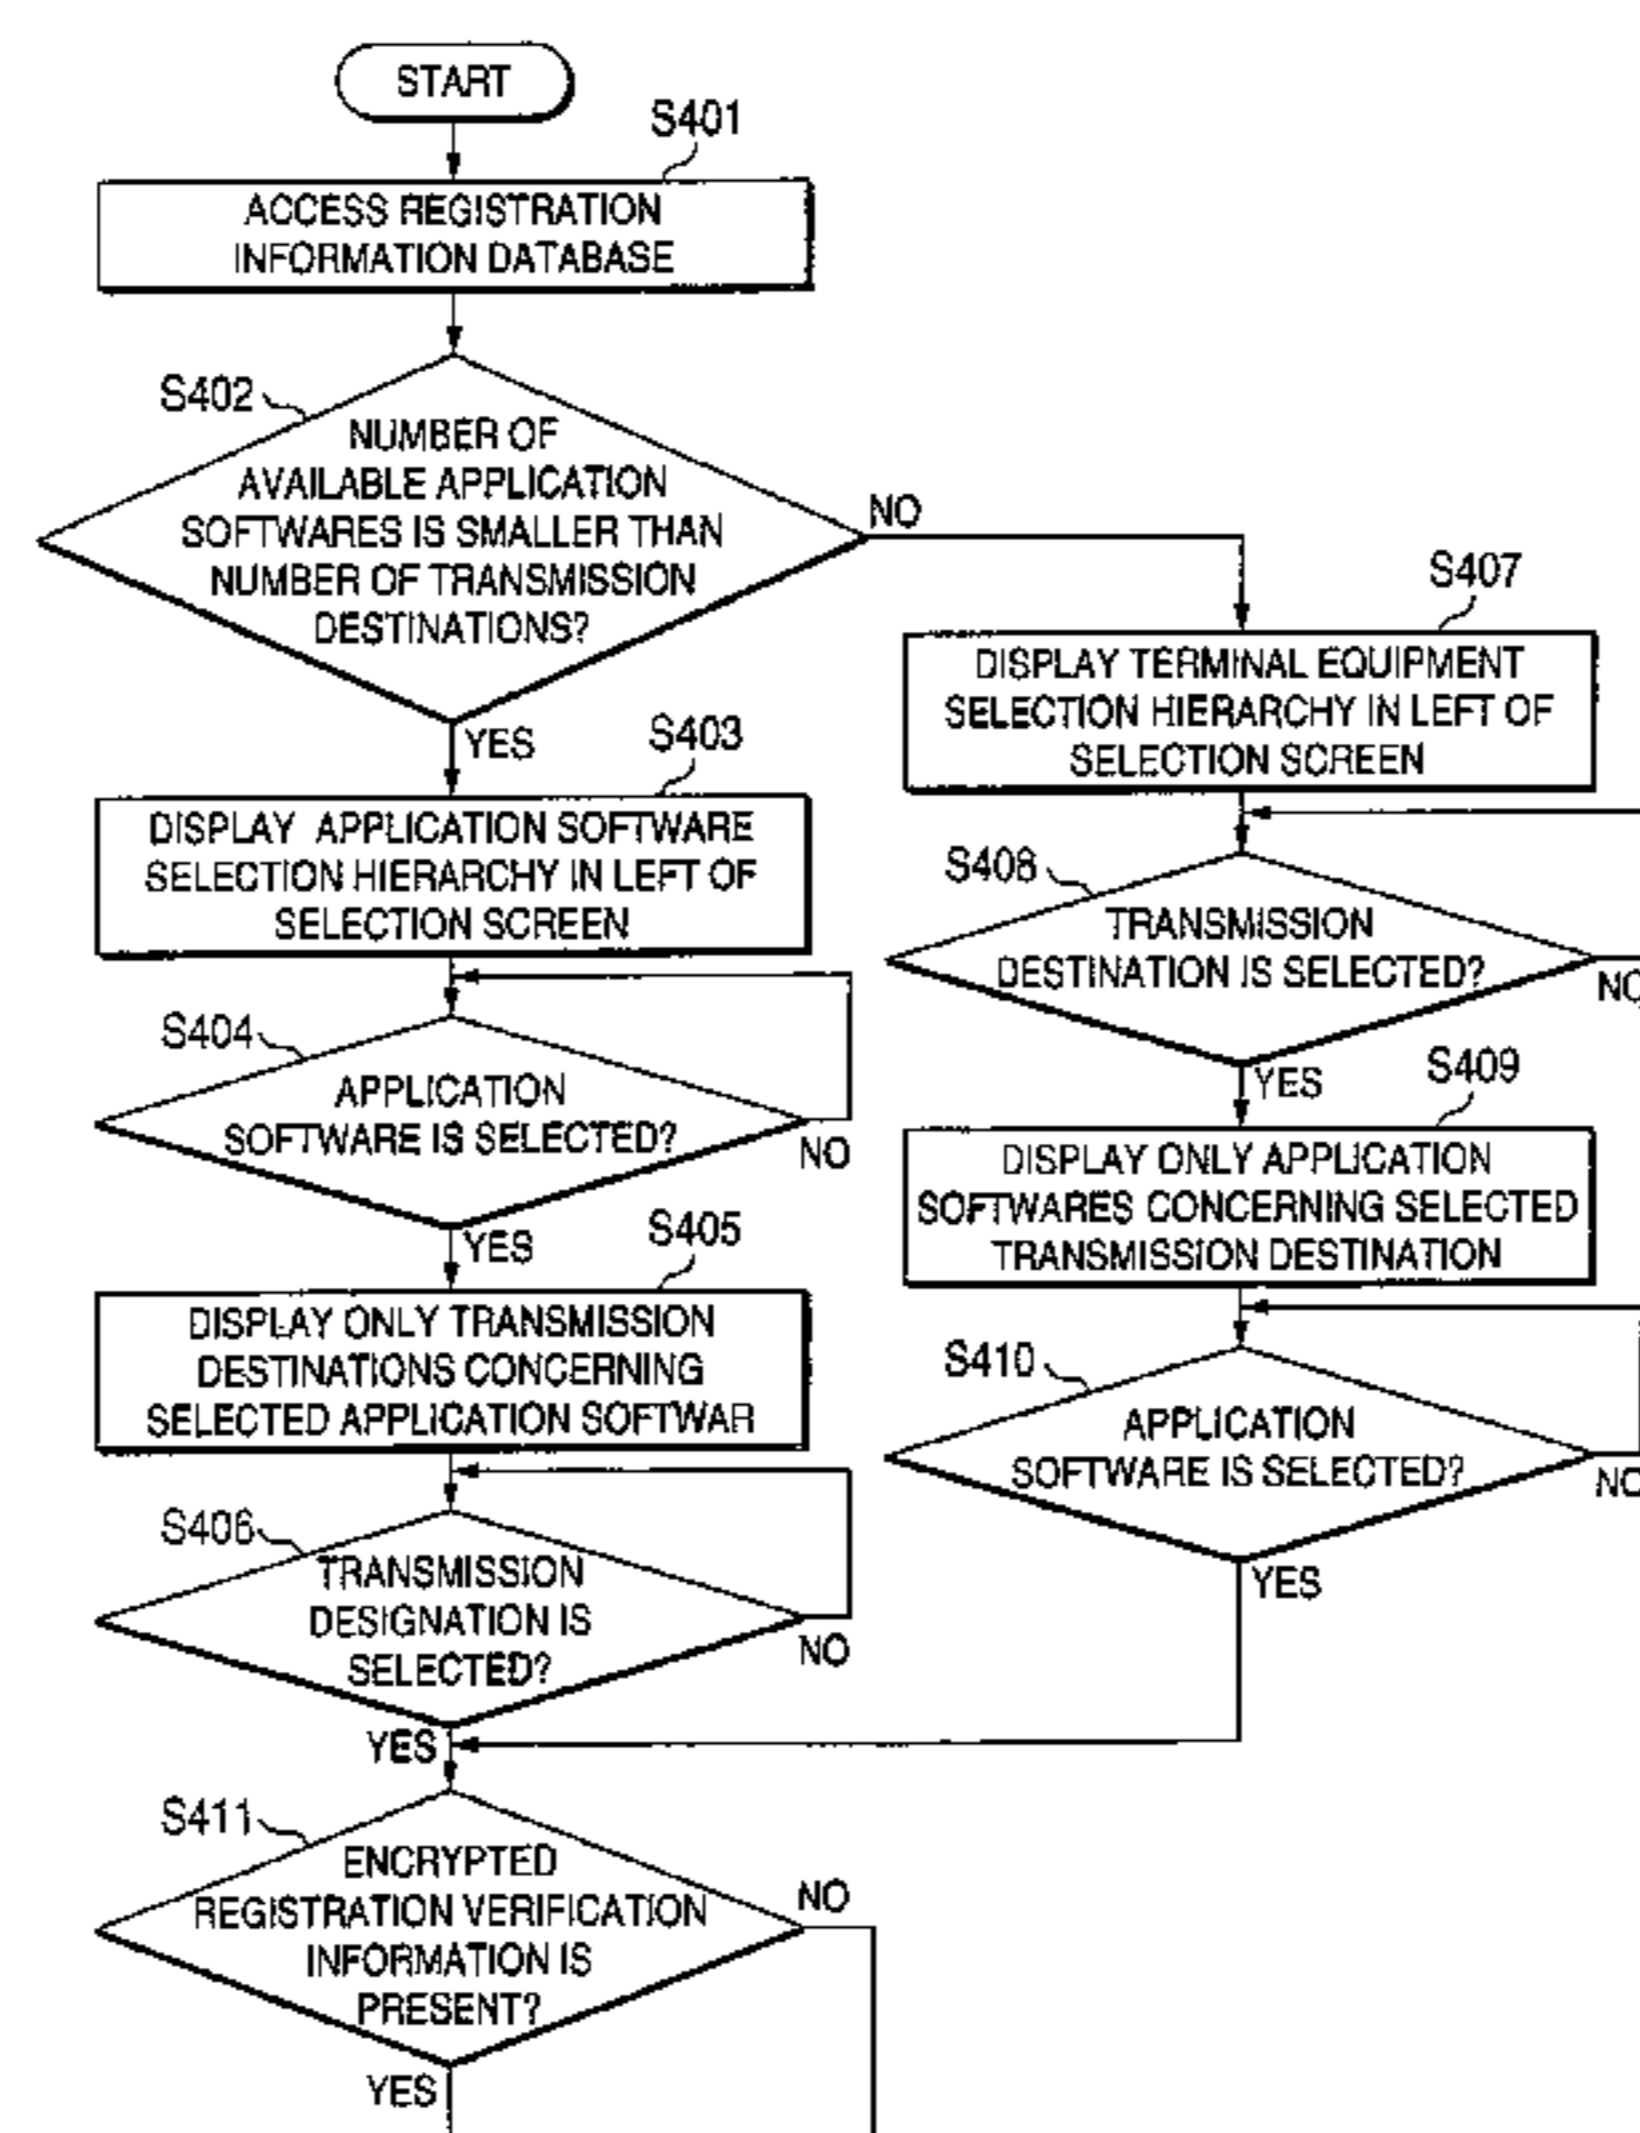 START
S401
ACCESS REGISTRATION
INFORMATION DATABASE
S402
NUMBER OF
AVAILABLE APPLICATION
SOFTWARES IS SMALLER THAN
NUMBER OF TRANSMISSION
DESTINATIONS?
NO
YES
S403
DISPLAY APPLICATION SOFTWARE
SELECTION HIERARCHY IN LEFT OF
SELECTION SCREEN
S404
APPLICATION
SOFTWARE IS SELECTED?
NO
YES
S405
DISPLAY ONLY TRANSMISSION
DESTINATIONS CONCERNING
SELECTED APPLICATION SOFTWAR
S406
TRANSMISSION
DESIGNATION IS
SELECTED?
NO
YES
S407
DISPLAY TERMINAL EQUIPMENT
SELECTION HIERARCHY IN LEFT OF
SELECTION SCREEN
S408
TRANSMISSION
DESTINATION IS SELECTED?
NO
YES
S409
DISPLAY ONLY APPLICATION
SOFTWARES CONCERNING SELECTED
TRANSMISSION DESTINATION
S410
APPLICATION
SOFTWARE IS SELECTED?
NO
YES
S411
ENCRYPTED
REGISTRATION VERIFICATION
INFORMATION IS
PRESENT?
NO
YES